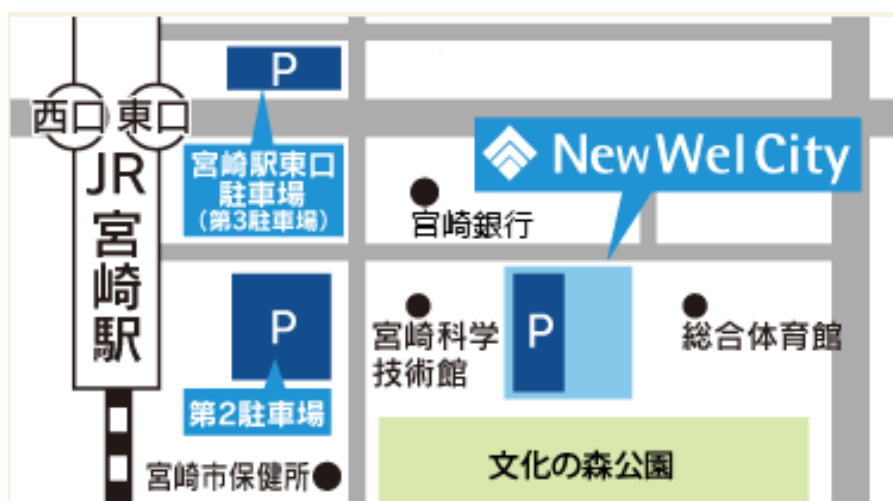 P
西口
東口
JR
宮崎駅
宮崎駅東口
駐車場
(第3駐車場)
New Wel City
宮崎銀行
P
第2駐車場
宮崎科学
技術館
P
総合体育館
宮崎市保健所
文化の森公園